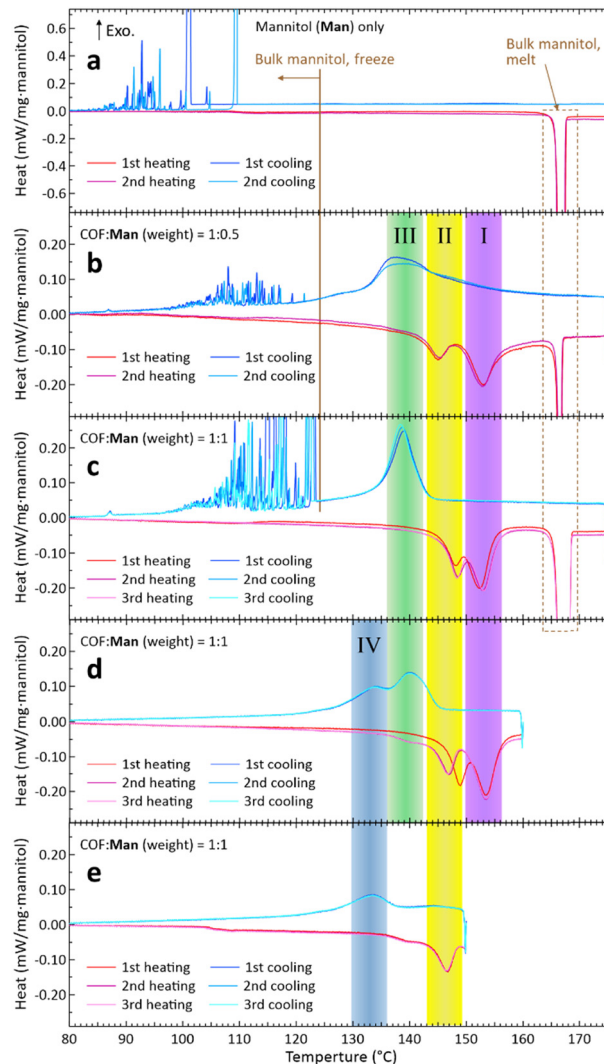 Exo.
Mannitol (Man) only
a
Bulk mannitol, freeze
Bulk mannitol,
melt
Heat (mW/mg·mannitol)
0.6
0.4
0.2
0.0
-0.2
-0.4
-0.6
1st heating 1st cooling
2nd heating 2nd cooling
COF:Man (weight) = 1:0.5
b
III II I
Heat (mW/mg·mannitol)
0.20
0.10
0.00
-0.10
-0.20
1st heating 1st cooling
2nd heating 2nd cooling
COF:Man (weight) = 1:1
c
Heat (mW/mg·mannitol)
0.20
0.10
0.00
-0.10
-0.20
1st heating 1st cooling
2nd heating 2nd cooling
3rd heating 3rd cooling
COF:Man (weight) = 1:1
d
IV
Heat (mW/mg·mannitol)
0.20
0.10
0.00
-0.10
-0.20
1st heating 1st cooling
2nd heating 2nd cooling
3rd heating 3rd cooling
COF:Man (weight) = 1:1
e
Heat (mW/mg·mannitol)
0.20
0.10
0.00
-0.10
-0.20
1st heating 1st cooling
2nd heating 2nd cooling
3rd heating 3rd cooling
80 90 100 110 120 130 140 150 160 170
Temperture (°C)